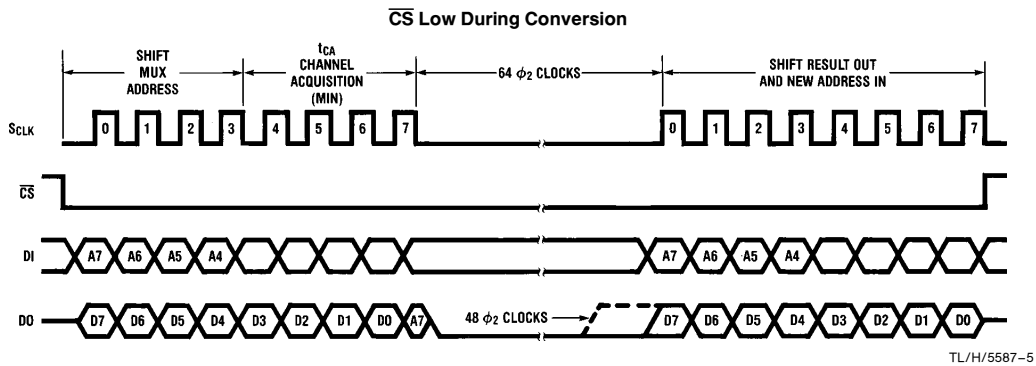 CS Low During Conversion
SHIFT
MUX
ADDRESS
tCA
CHANNEL
ACQUISITION
(MIN)
64 ϕ2 CLOCKS
SHIFT RESULT OUT
AND NEW ADDRESS IN
SCLK
0 1 2 3 4 5 6 7 0 1 2 3 4 5 6 7
CS
DI
A7 A6 A5 A4 A7 A6 A5 A4
DO
D7 D6 D5 D4 D3 D2 D1 D0 A7 48 ϕ2 CLOCKS D7 D6 D5 D4 D3 D2 D1 D0
TL/H/5587–5